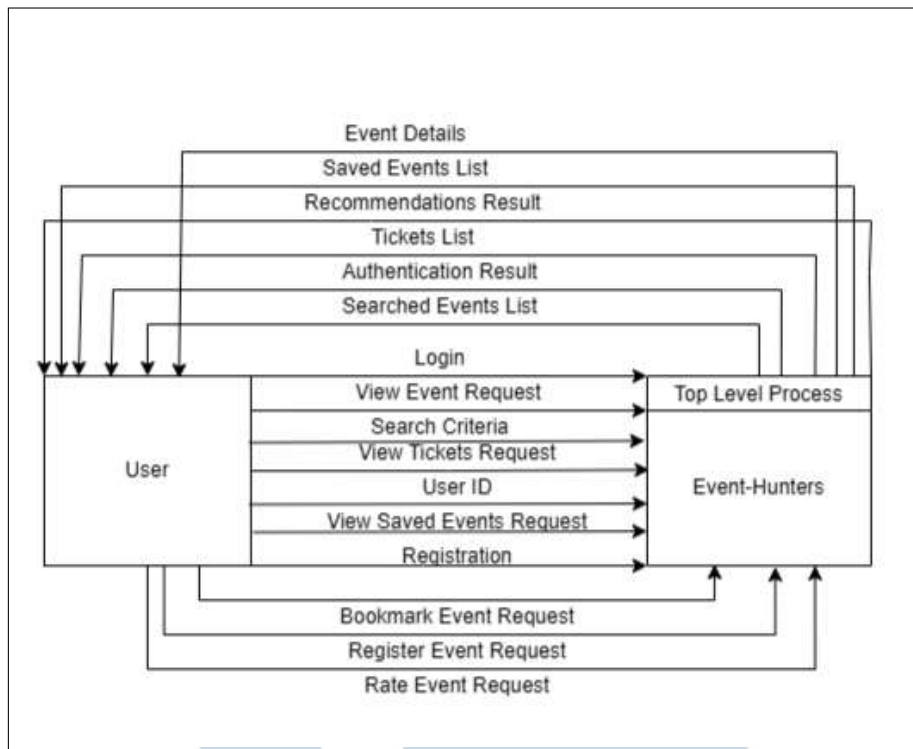 Event Details
Saved Events List
Recommendations Result
Tickets List
Authentication Result
Searched Events List
Login
View Event Request
Top Level Process
Search Criteria
View Tickets Request
User
User ID
Event-Hunters
View Saved Events Request
Registration
Bookmark Event Request
Register Event Request
Rate Event Request